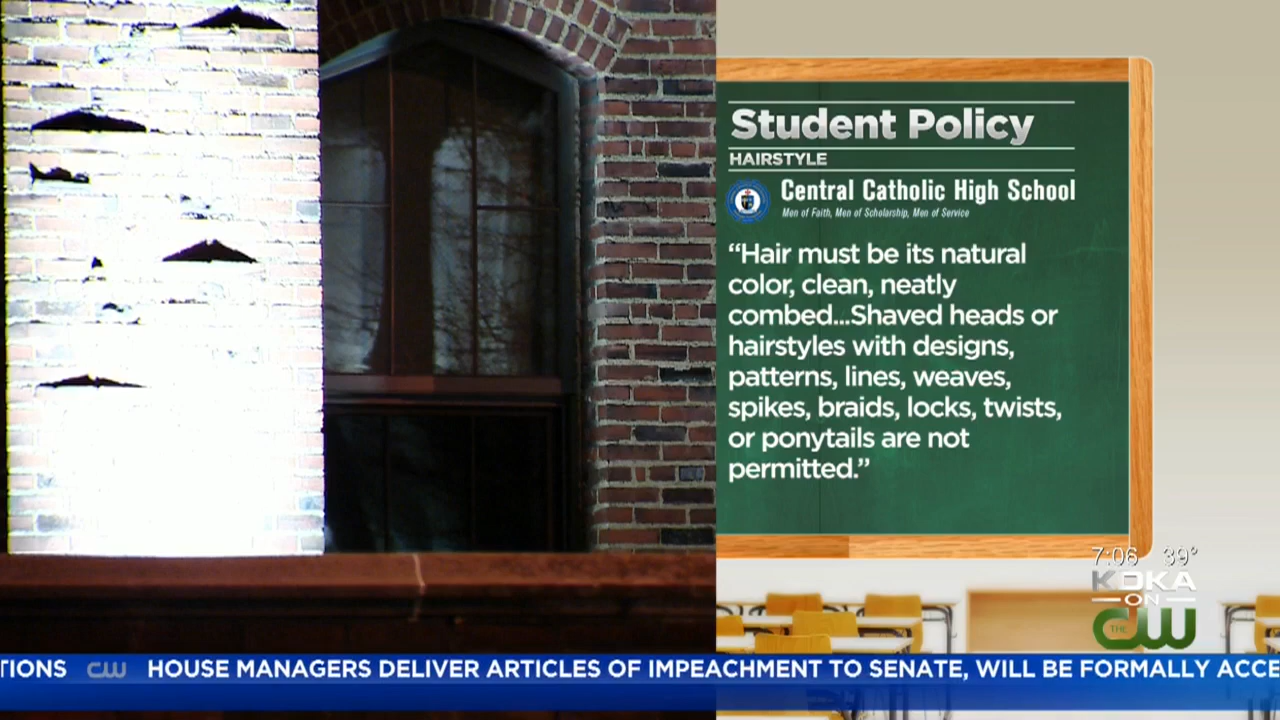 Student Policy
HAIRSTYLE
Central Catholic High School
Men of Faith, Men of Scholarship, Men of Service
“Hair must be its natural
color, clean, neatly
combed...Shaved heads or
hairstyles with designs,
patterns, lines, weaves,
spikes, braids, locks, twists,
or ponytails are not
permitted.”
7:06 39°
KDKA
ON
THE CW
TIONS CW HOUSE MANAGERS DELIVER ARTICLES OF IMPEACHMENT TO SENATE, WILL BE FORMALLY ACCE